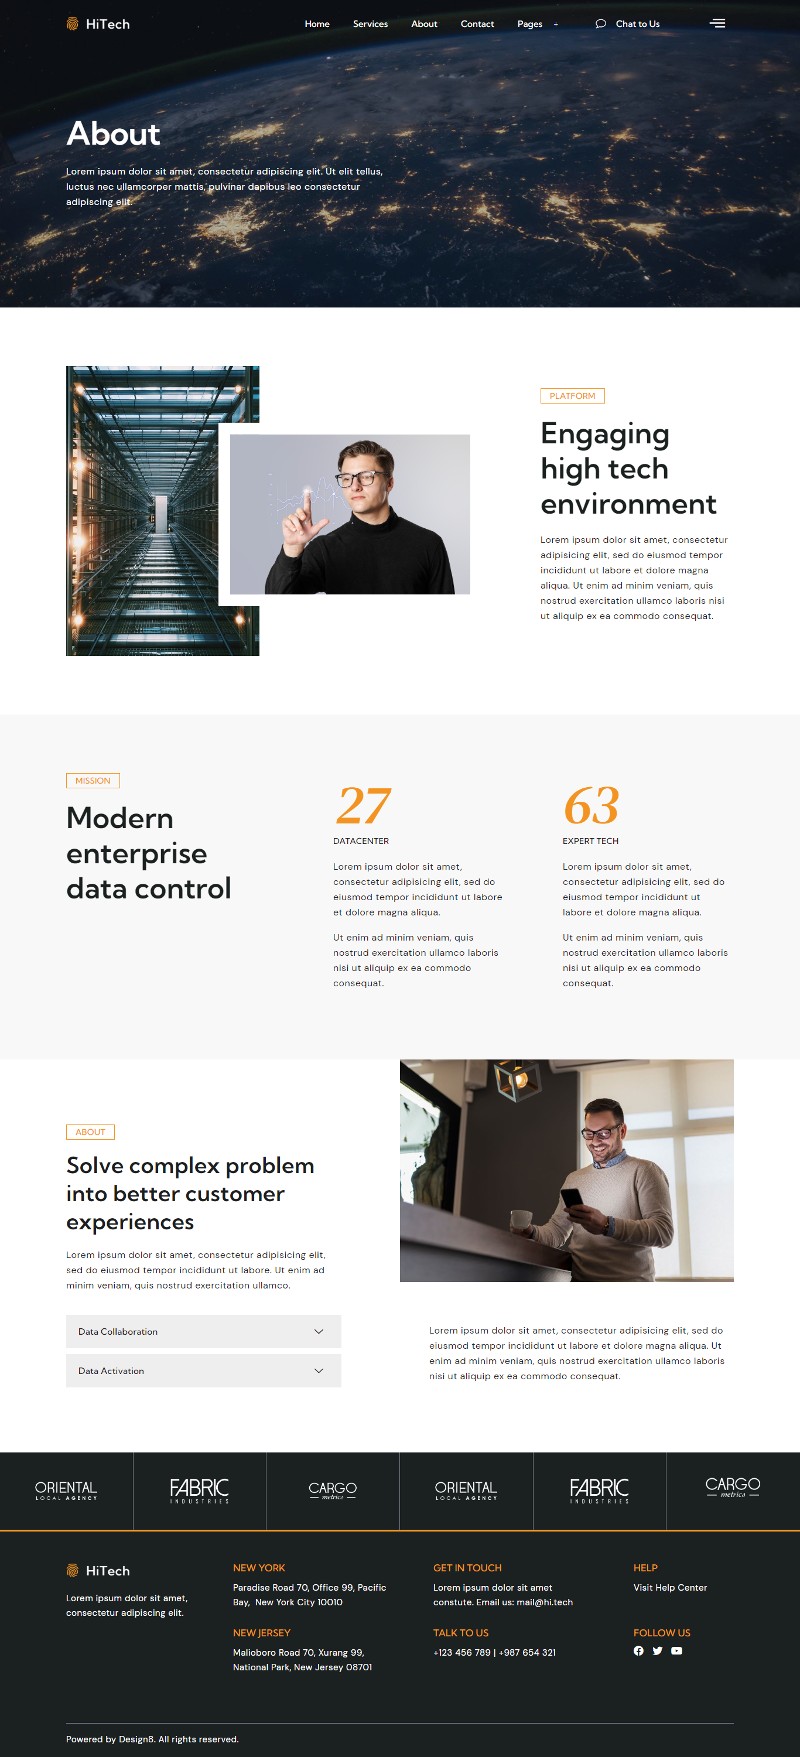 HiTech
Home Services About Contact Pages - Chat to Us
About
Lorem ipsum dolor sit amet, consectetur adipiscing elit. Ut elit tellus,
luctus nec ullamcorper mattis, pulvinar dapibus leo consectetur
adipiscing elit.
PLATFORM
Engaging
high tech
environment
Lorem ipsum dolor sit amet, consectetur
adipisicing elit, sed do eiusmod tempor
incididunt ut labore et dolore magna
aliqua. Ut enim ad minim veniam, quis
nostrud exercitation ullamco laboris nisi
ut aliquip ex ea commodo consequat.
MISSION
Modern
enterprise
data control
27
DATACENTER
Lorem ipsum dolor sit amet,
consectetur adipisicing elit, sed do
eiusmod tempor incididunt ut labore
et dolore magna aliqua.
Ut enim ad minim veniam, quis
nostrud exercitation ullamco laboris
nisi ut aliquip ex ea commodo
consequat.
63
EXPERT TECH
Lorem ipsum dolor sit amet,
consectetur adipisicing elit, sed do
eiusmod tempor incididunt ut
labore et dolore magna aliqua.
Ut enim ad minim veniam, quis
nostrud exercitation ullamco laboris
nisi ut aliquip ex ea commodo
consequat.
ABOUT
Solve complex problem
into better customer
experiences
Lorem ipsum dolor sit amet, consectetur adipisicing elit,
sed do eiusmod tempor incididunt ut labore. Ut enim ad
minim veniam, quis nostrud exercitation ullamco.
Data Collaboration
Data Activation
Lorem ipsum dolor sit amet, consectetur adipisicing elit, sed do
eiusmod tempor incididunt ut labore et dolore magna aliqua. Ut
enim ad minim veniam, quis nostrud exercitation ullamco laboris
nisi ut aliquip ex ea commodo consequat.
ORIENTAL
LOCAL AGENCY
FABRIC
INDUSTRIES
CARGO
metrics
ORIENTAL
LOCAL AGENCY
FABRIC
INDUSTRIES
CARGO
metrics
HiTech
Lorem ipsum dolor sit amet,
consectetur adipiscing elit.
NEW YORK
Paradise Road 70, Office 99, Pacific
Bay, New York City 10010
NEW JERSEY
Malioboro Road 70, Xurang 99,
National Park, New Jersey 08701
GET IN TOUCH
Lorem ipsum dolor sit amet
constute. Email us: mail@hi.tech
TALK TO US
+123 456 789 | +987 654 321
HELP
Visit Help Center
FOLLOW US
Powered by Design8. All rights reserved.